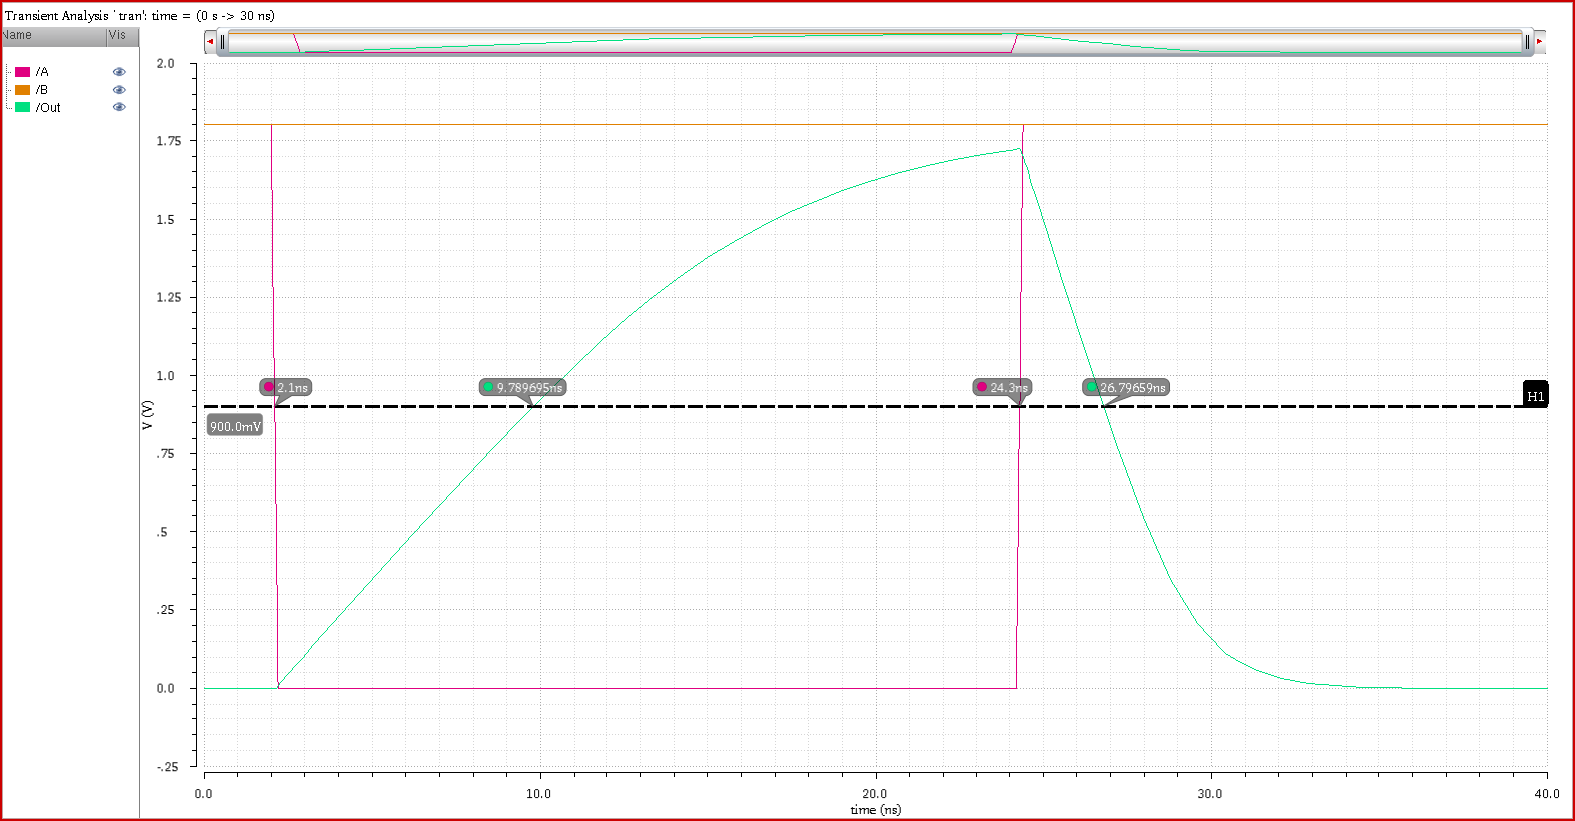 Transient Analysis `tran': time = (0 s -> 30 ns)
Name Vis
/A
/B
/Out
2.0
1.75
1.5
1.25
1.0
.75
.5
.25
0.0
-.25
V (V)
2.1ns
9.789695ns
24.3ns
26.79659ns
H1
900.0mV
0.0 10.0 20.0 30.0 40.0
time (ns)